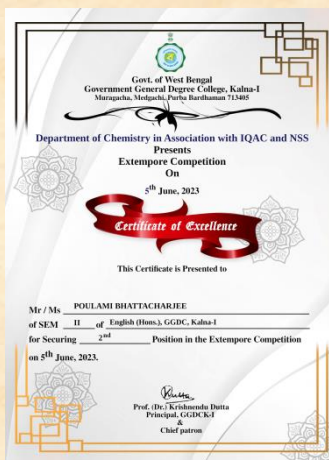 Govt. of West Bengal
Government General Degree College, Kalna-I
Muragacha, Medgachi, Purba Bardhaman 713405
Department of Chemistry in Association with IQAC and NSS
Presents
Extempore Competition
On
5th June, 2023
Certificate of Excellence
This Certificate is Presented to
Mr / Ms POULAMI BHATTACHARJEE
of SEM II of English (Hons.), GGDC, Kalna-I
for Securing 2nd Position in the Extempore Competition
on 5th June, 2023.
Prof. (Dr.) Krishnendu Dutta
Principal, GGDCK-I
&
Chief patron